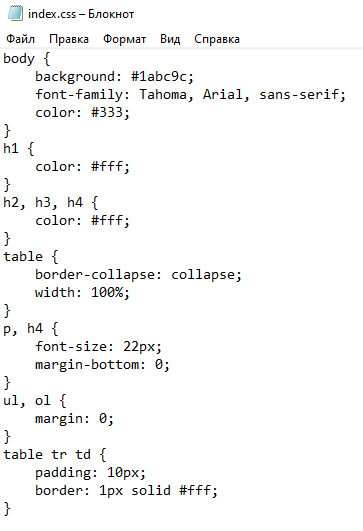 index.css – Блокнот
Файл Правка Формат Вид Справка
body {
    background: #1abc9c;
    font-family: Tahoma, Arial, sans-serif;
    color: #333;
}
h1 {
    color: #fff;
}
h2, h3, h4 {
    color: #fff;
}
table {
    border-collapse: collapse;
    width: 100%;
}
p, h4 {
    font-size: 22px;
    margin-bottom: 0;
}
ul, ol {
    margin: 0;
}
table tr td {
    padding: 10px;
    border: 1px solid #fff;
}